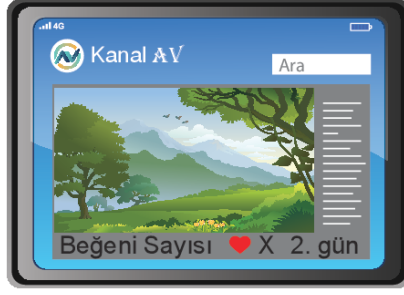 4G
Kanal AV
Ara
Beğeni Sayısı ❤ X 2. gün